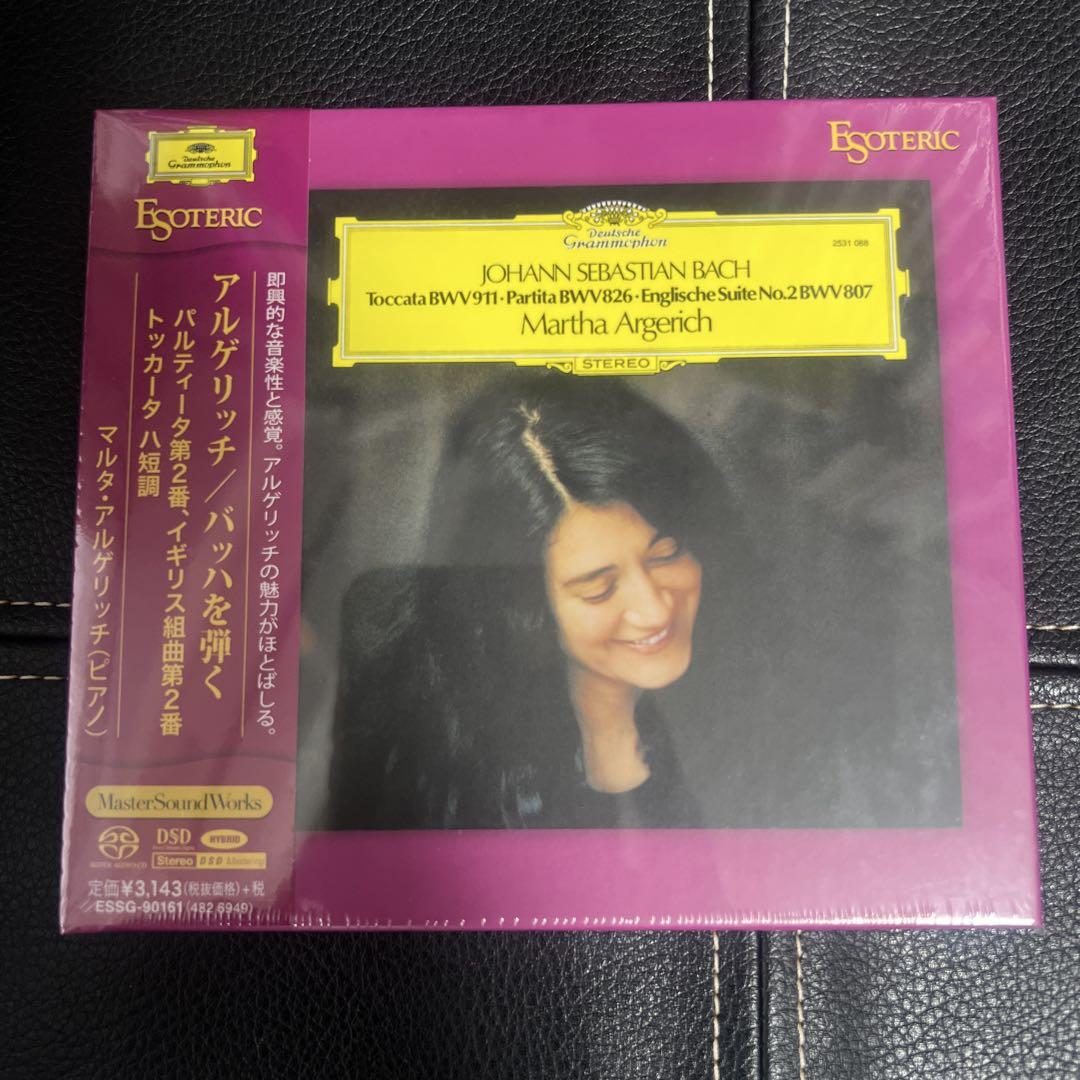 Deutsche
Grammophon
ESOTERIC
即興的な音楽性と感覚。アルゲリッチの魅力がほとばしる。
アルゲリッチ／バッハを弾く
パルティータ第2番、イギリス組曲第2番
トッカータ ハ短調
マルタ・アルゲリッチ(ピアノ)
MasterSoundWorks
SUPER AUDIO CD
DSD
HYBRID
Stereo
DSD Mastering
定価¥3,143(税抜価格)+税
ESSG-90161 (482 6949)
ESOTERIC
Deutsche
Grammophon
2531 088
JOHANN SEBASTIAN BACH
Toccata BWV 911 · Partita BWV 826 · Englische Suite No.2 BWV 807
Martha Argerich
STEREO